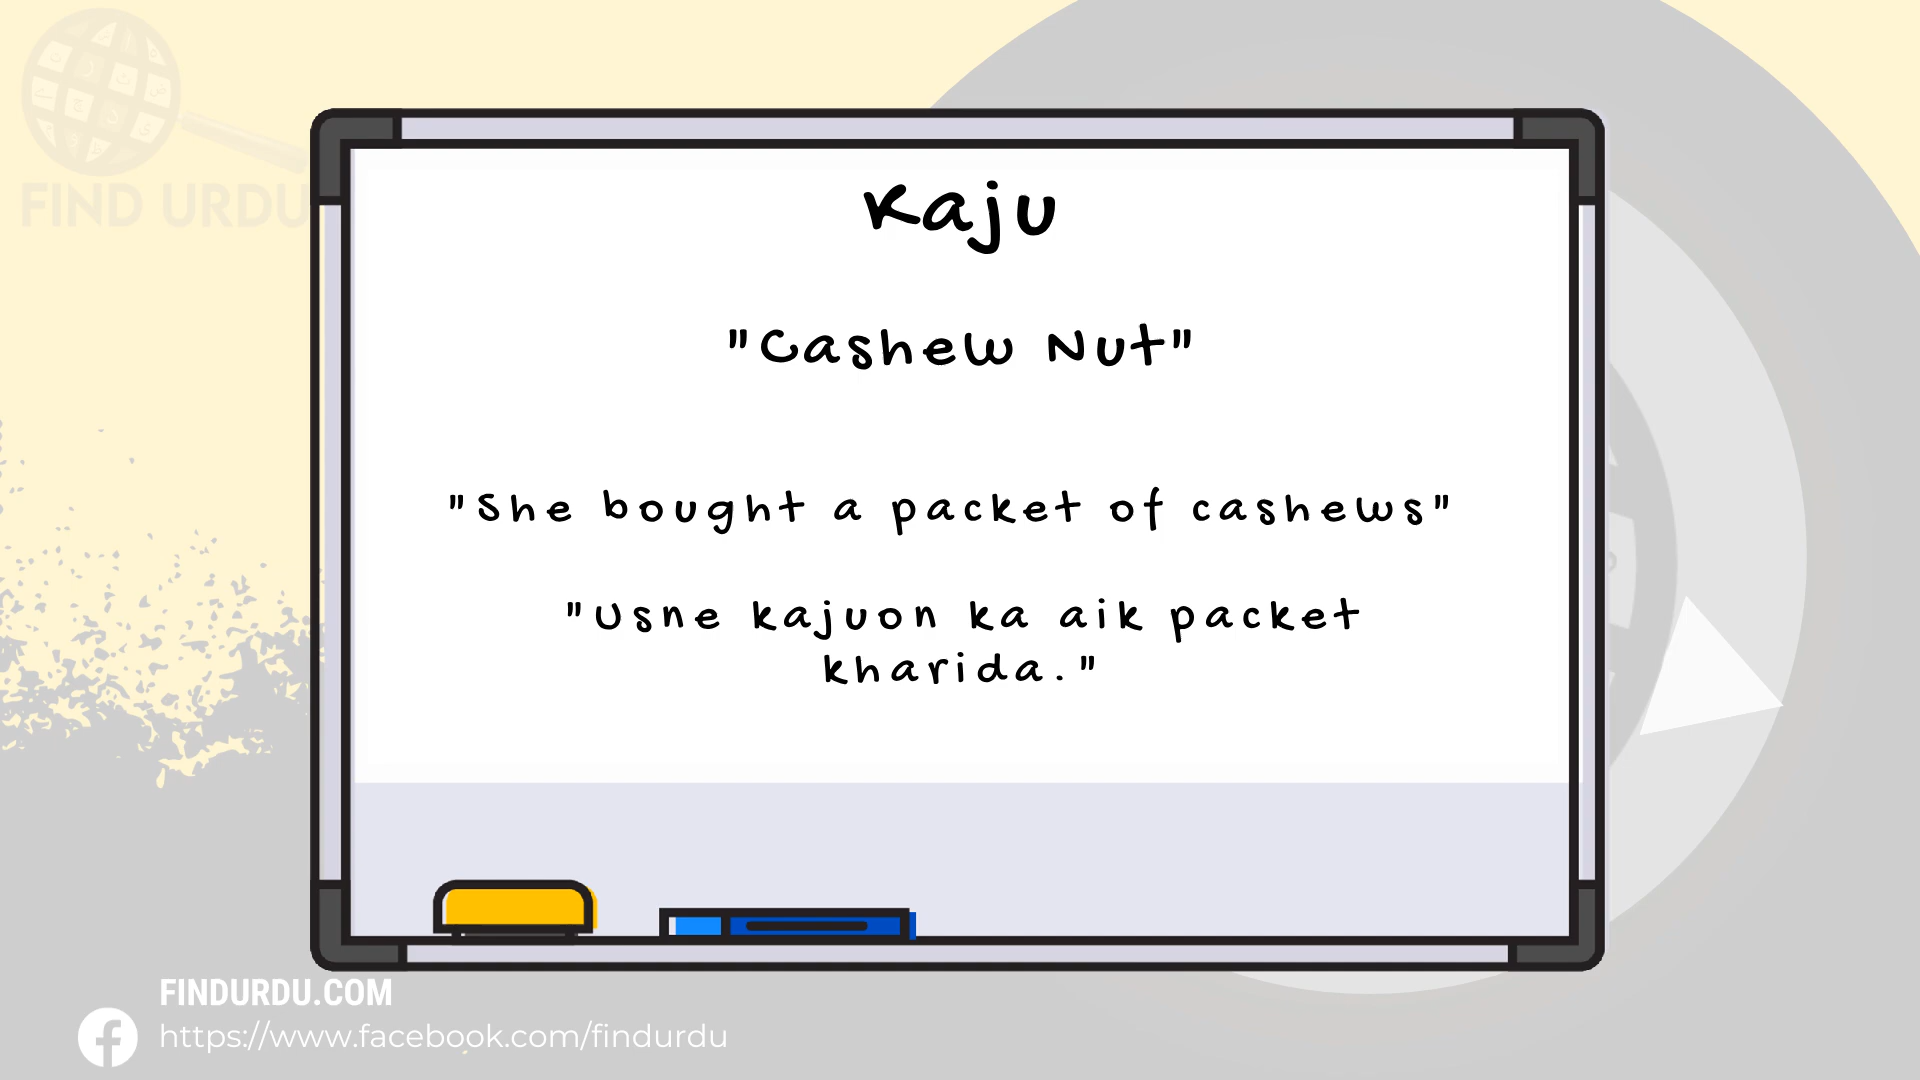 FIND URDU
Kaju
"Cashew Nut"
"She bought a packet of cashews"
"Usne kajuon ka aik packet
kharida."
FINDURDU.COM
https://www.facebook.com/findurdu